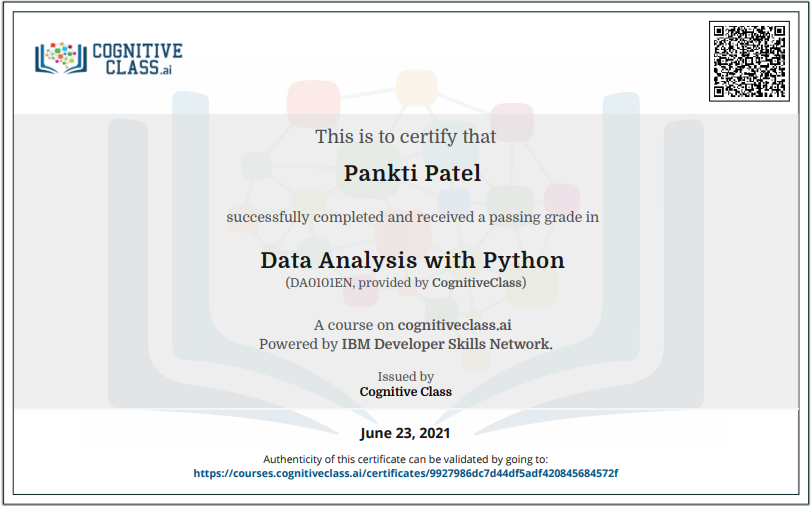 COGNITIVE
CLASS.ai
This is to certify that
Pankti Patel
successfully completed and received a passing grade in
Data Analysis with Python
(DA0101EN, provided by CognitiveClass)
A course on cognitiveclass.ai
Powered by IBM Developer Skills Network.
Issued by
Cognitive Class
June 23, 2021
Authenticity of this certificate can be validated by going to:
https://courses.cognitiveclass.ai/certificates/9927986dc7d44df5adf420845684572f